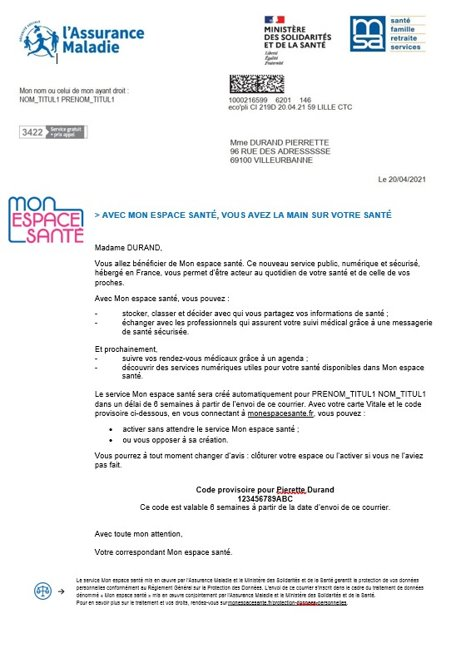 l'Assurance
Maladie
MINISTÈRE
DES SOLIDARITÉS
ET DE LA SANTÉ
Liberté
Égalité
Fraternité
msa
santé
famille
retraite
services
Mon nom ou celui de mon ayant droit :
NOM_TITUL1 PRENOM_TITUL1
1000216599 6201 146
eco'pli CI 219D 20.04.21 59 LILLE CTC
3422 Service gratuit
+ prix appel
Mme DURAND PIERRETTE
96 RUE DES ADRESSSSSE
69100 VILLEURBANNE
Le 20/04/2021
MON
ESPACE
SANTÉ
> AVEC MON ESPACE SANTÉ, VOUS AVEZ LA MAIN SUR VOTRE SANTÉ
Madame DURAND,
Vous allez bénéficier de Mon espace santé. Ce nouveau service public, numérique et sécurisé,
hébergé en France, vous permet d'être acteur au quotidien de votre santé et de celle de vos
proches.
Avec Mon espace santé, vous pouvez :
- stocker, classer et décider avec qui vous partagez vos informations de santé ;
- échanger avec les professionnels qui assurent votre suivi médical grâce à une messagerie
de santé sécurisée.
Et prochainement,
- suivre vos rendez-vous médicaux grâce à un agenda ;
- découvrir des services numériques utiles pour votre santé disponibles dans Mon espace
santé.
Le service Mon espace santé sera créé automatiquement pour PRENOM_TITUL1 NOM_TITUL1
dans un délai de 6 semaines à partir de l'envoi de ce courrier. Avec votre carte Vitale et le code
provisoire ci-dessous, en vous connectant à monespacesante.fr, vous pouvez :
• activer sans attendre le service Mon espace santé ;
• ou vous opposer à sa création.
Vous pourrez à tout moment changer d'avis : clôturer votre espace ou l'activer si vous ne l'aviez
pas fait.
Code provisoire pour Pierette Durand
123456789ABC
Ce code est valable 6 semaines à partir de la date d'envoi de ce courrier.
Avec toute mon attention,
Votre correspondant Mon espace santé.
Le service Mon espace santé mis en œuvre par l'Assurance Maladie et le Ministère des Solidarités et de la Santé garantit la protection de vos données
personnelles conformément au Règlement Général sur la Protection des Données. L'envoi de ce courrier s'inscrit dans le cadre du traitement de données
dénommé « Mon espace santé » mis en œuvre conjointement par l'Assurance Maladie et le Ministère des Solidarités et de la Santé.
Pour en savoir plus sur le traitement et vos droits, rendez-vous sur monespacesante.fr/protection-donnees-personnelles.